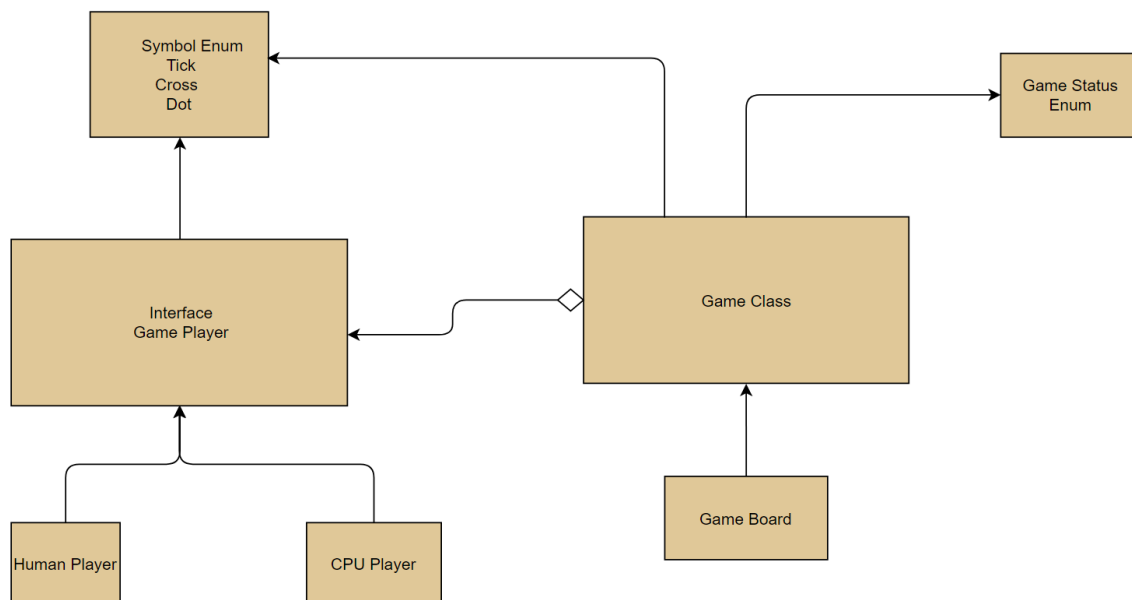 Symbol Enum
Tick
Cross
Dot
Game Status
Enum
Interface
Game Player
Game Class
Game Board
Human Player
CPU Player